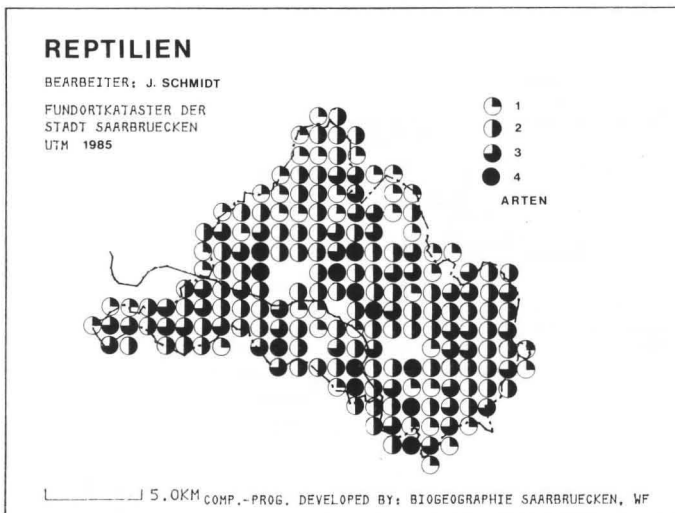 REPTILIEN
BEARBEITER: J. SCHMIDT
FUNDORTKATASTER DER
STADT SAARBRUECKEN
UTM 1985
1
2
3
4
ARTEN
5.0KM COMP.-PROG. DEVELOPED BY: BIOGEOGRAPHIE SAARBRUECKEN, WF